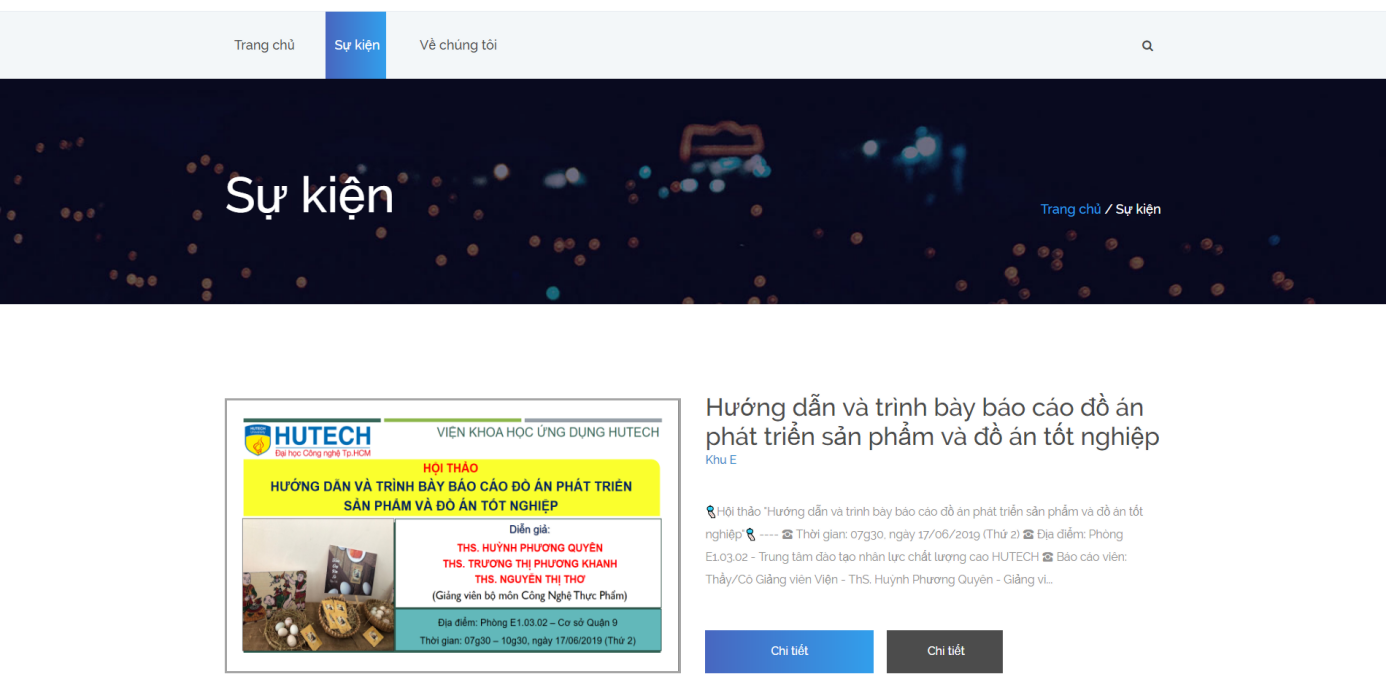 Trang chủ
Sự kiện
Về chúng tôi
Sự kiện
Trang chủ / Sự kiện
HUTECH
Đại học Công nghệ Tp.HCM
VIỆN KHOA HỌC ỨNG DỤNG HUTECH
HỘI THẢO
HƯỚNG DẪN VÀ TRÌNH BÀY BÁO CÁO ĐỒ ÁN PHÁT TRIỂN
SẢN PHẨM VÀ ĐỒ ÁN TỐT NGHIỆP
Diễn giả:
THS. HUỲNH PHƯƠNG QUYÊN
THS. TRƯƠNG THỊ PHƯƠNG KHANH
THS. NGUYỄN THỊ THƠ
(Giảng viên bộ môn Công Nghệ Thực Phẩm)
Địa điểm: Phòng E1.03.02 – Cơ sở Quận 9
Thời gian: 07g30 – 10g30, ngày 17/06/2019 (Thứ 2)
Hướng dẫn và trình bày báo cáo đồ án
phát triển sản phẩm và đồ án tốt nghiệp
Khu E
Hội thảo "Hướng dẫn và trình bày báo cáo đồ án phát triển sản phẩm và đồ án tốt
nghiệp" ---- ☎ Thời gian: 07g30, ngày 17/06/2019 (Thứ 2) ☎ Địa điểm: Phòng
E1.03.02 - Trung tâm đào tạo nhân lực chất lượng cao HUTECH ☎ Báo cáo viên:
Thầy/Cô Giảng viên Viện - ThS. Huỳnh Phương Quyên - Giảng vi...
Chi tiết
Chi tiết